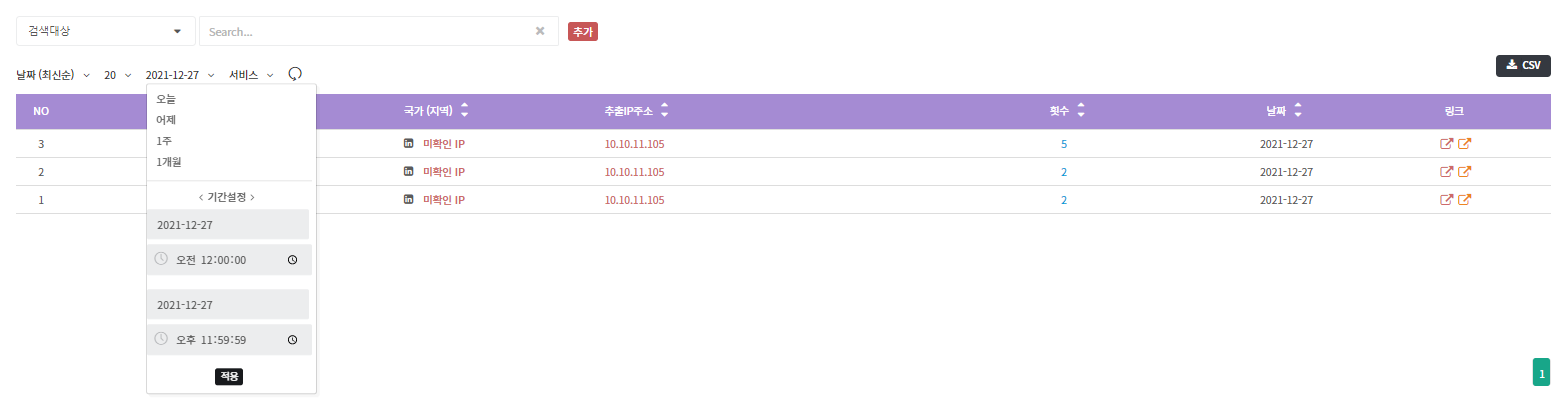 검색대상 Search... 추가
날짜 (최신순) 20 2021-12-27 서비스 CSV
NO 국가 (지역) 추출IP주소 횟수 날짜 링크
3 미확인 IP 10.10.11.105 5 2021-12-27
2 미확인 IP 10.10.11.105 2 2021-12-27
1 미확인 IP 10.10.11.105 2 2021-12-27
오늘
어제
1주
1개월
< 기간설정 >
2021-12-27
오전 12:00:00
2021-12-27
오후 11:59:59
적용
1